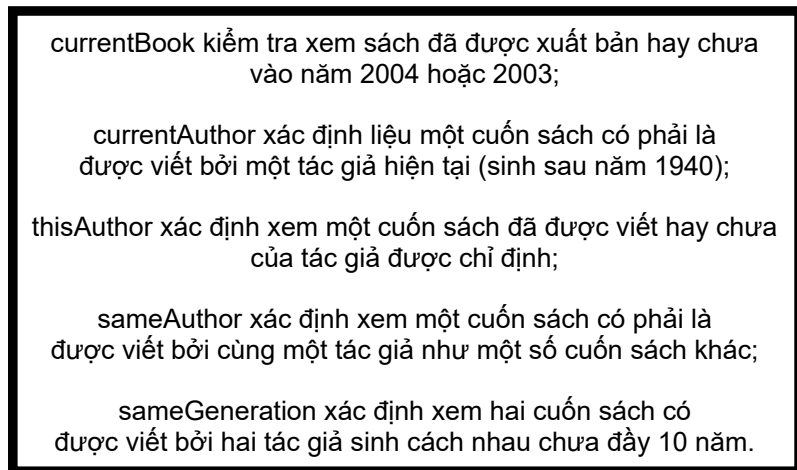 currentBook kiểm tra xem sách đã được xuất bản hay chưa
vào năm 2004 hoặc 2003;
currentAuthor xác định liệu một cuốn sách có phải là
được viết bởi một tác giả hiện tại (sinh sau năm 1940);
thisAuthor xác định xem một cuốn sách đã được viết hay chưa
của tác giả được chỉ định;
sameAuthor xác định xem một cuốn sách có phải là
được viết bởi cùng một tác giả như một số cuốn sách khác;
sameGeneration xác định xem hai cuốn sách có
được viết bởi hai tác giả sinh cách nhau chưa đầy 10 năm.